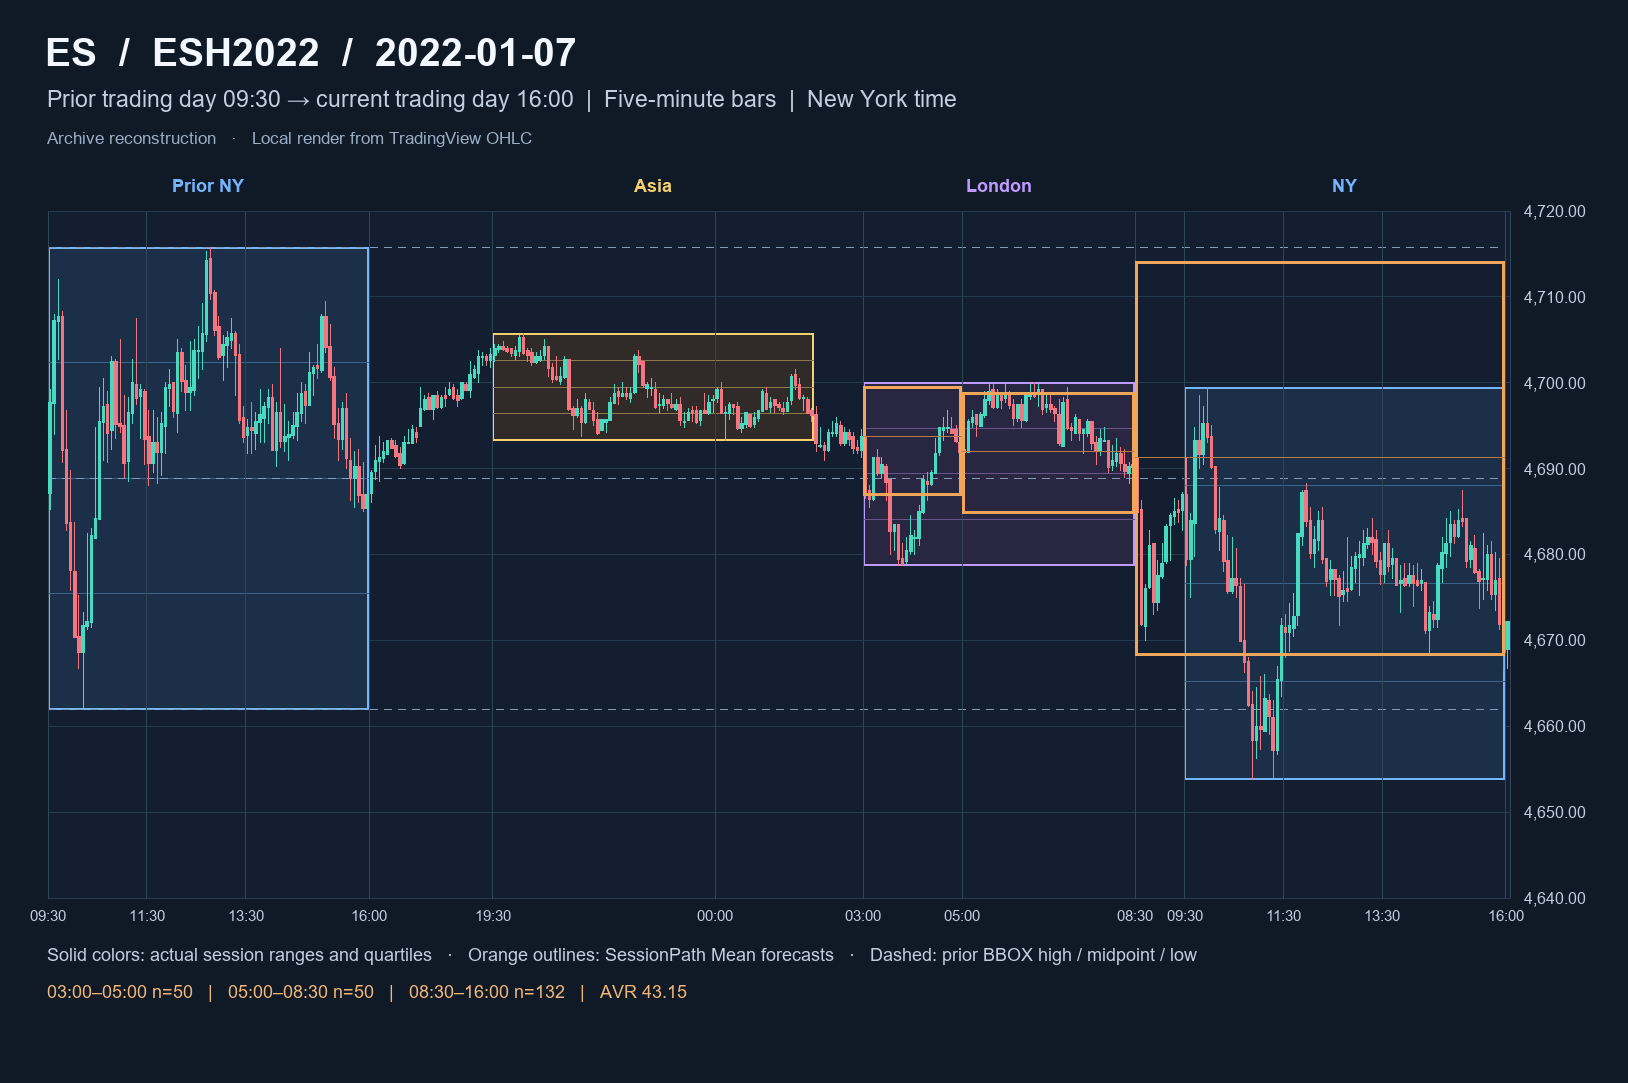 ES / ESH2022 / 2022-01-07
Prior trading day 09:30 → current trading day 16:00 | Five-minute bars | New York time
Archive reconstruction · Local render from TradingView OHLC
Prior NY Asia London NY
4,720.00
4,710.00
4,700.00
4,690.00
4,680.00
4,670.00
4,660.00
4,650.00
4,640.00
09:30 11:30 13:30 16:00 19:30 00:00 03:00 05:00 08:30 09:30 11:30 13:30 16:00
Solid colors: actual session ranges and quartiles · Orange outlines: SessionPath Mean forecasts · Dashed: prior BBOX high / midpoint / low
03:00–05:00 n=50 | 05:00–08:30 n=50 | 08:30–16:00 n=132 | AVR 43.15